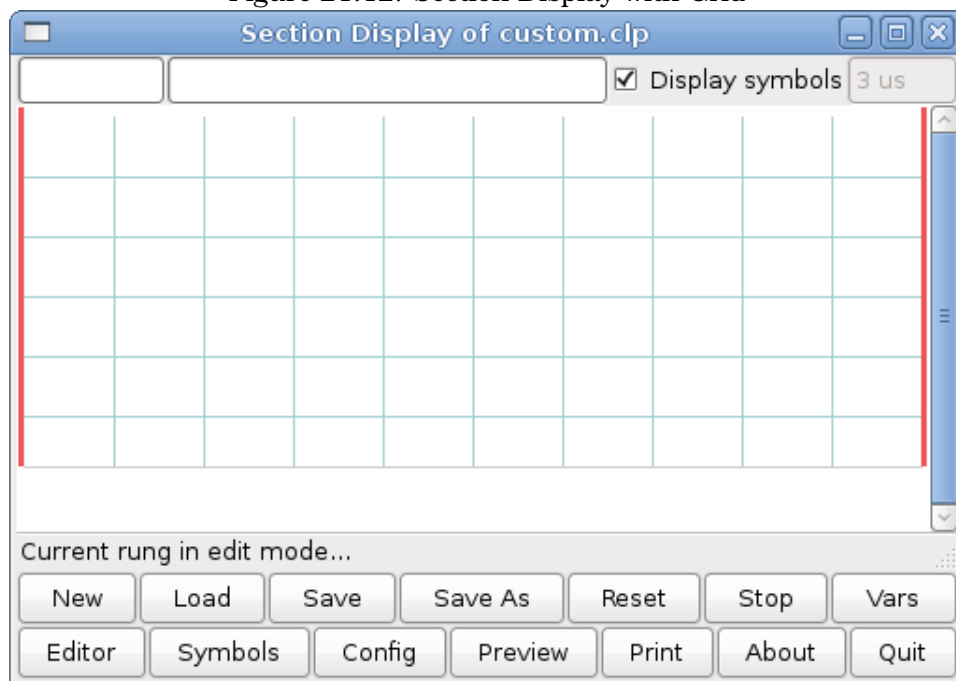 Figure 21.12: Section Display with Grid
Section Display of custom.clp
Display symbols 3 us
Current rung in edit mode...
New Load Save Save As Reset Stop Vars
Editor Symbols Config Preview Print About Quit